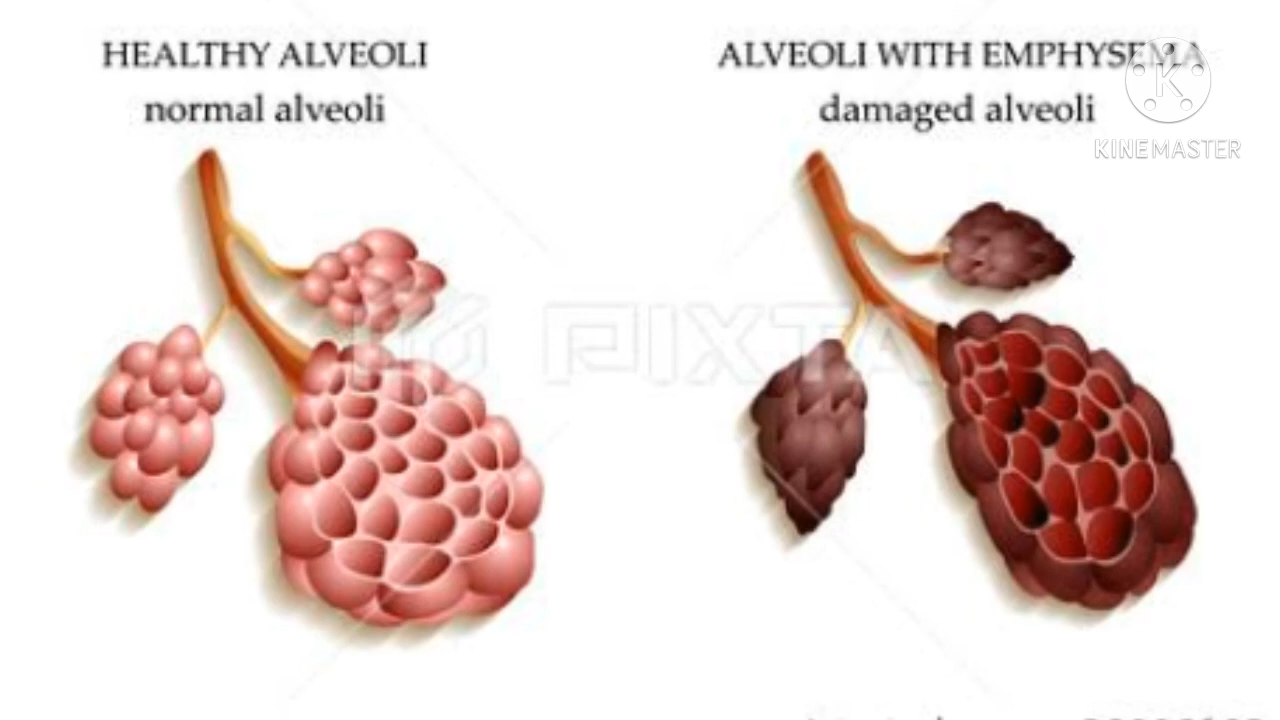 HEALTHY ALVEOLI
normal alveoli
ALVEOLI WITH EMPHYSEMA
damaged alveoli
K
KINEMASTER
PIXTA